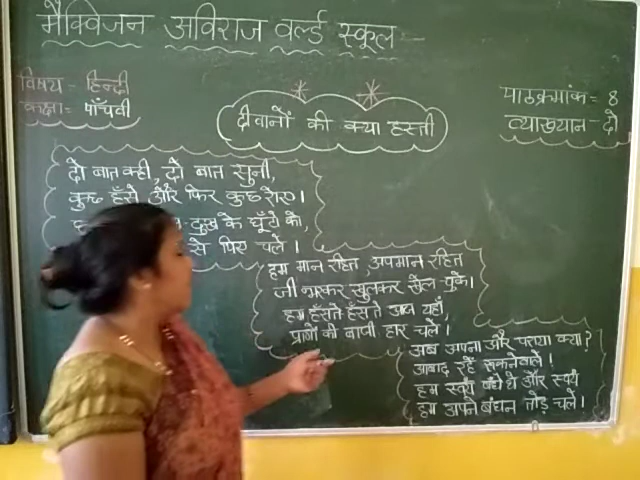 मैक्विजन अविराज वर्ल्ड स्कूल
विषय = हिन्दी
कक्षा = पाँचवी
पाठक्रमांक = 8
व्याख्यान - दो
दीवानों की क्या हस्ती
दो बात कही, दो बात सुनी,
कुछ हँसे और फिर कुछ रोए।
दुख के घूँटों को,
से पिए चले।
हम मान रहित अपमान रहित
जी भरकर खुलकर खेल चुके।
हम हँसते हँसते आज यहाँ,
प्राणों की बाजी हार चले।
अब अपना और पराया क्या?
आबाद रहें रुकनेवाले।
हम स्वयं बंधे थे और स्वयं
हम अपने बंधन तोड़ चले।